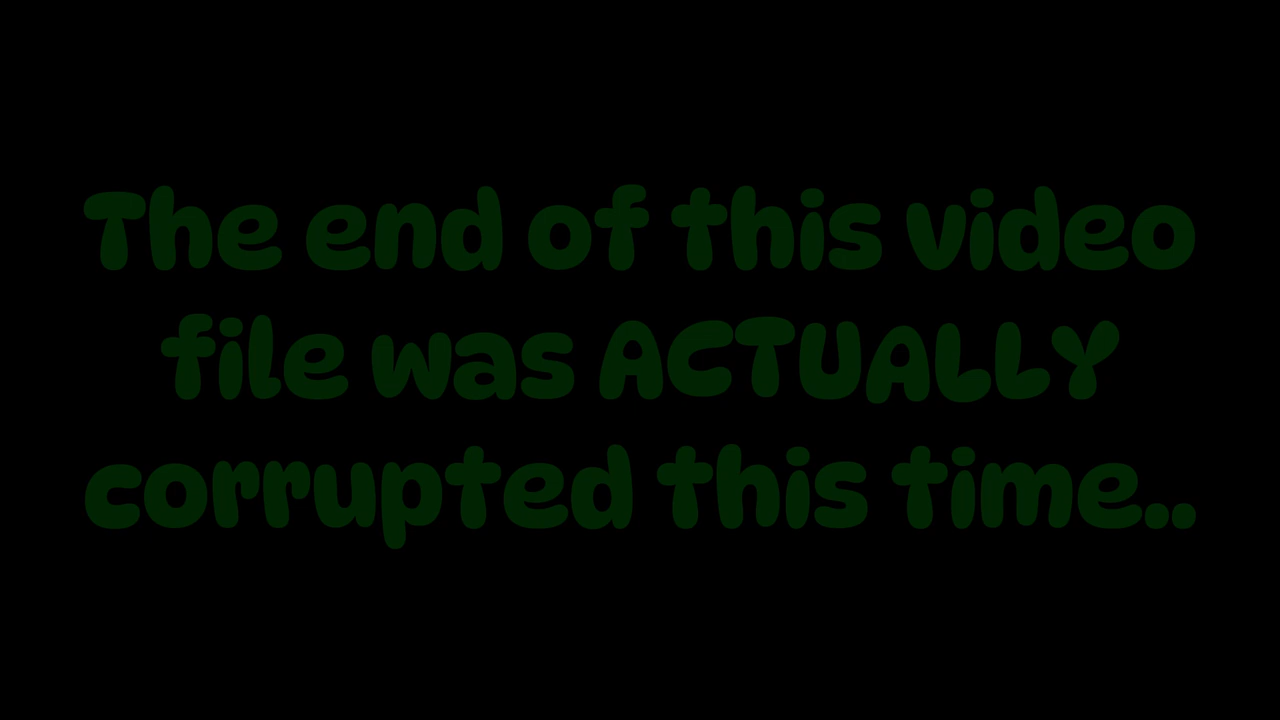 The end of this video
file was ACTUALLY
corrupted this time..